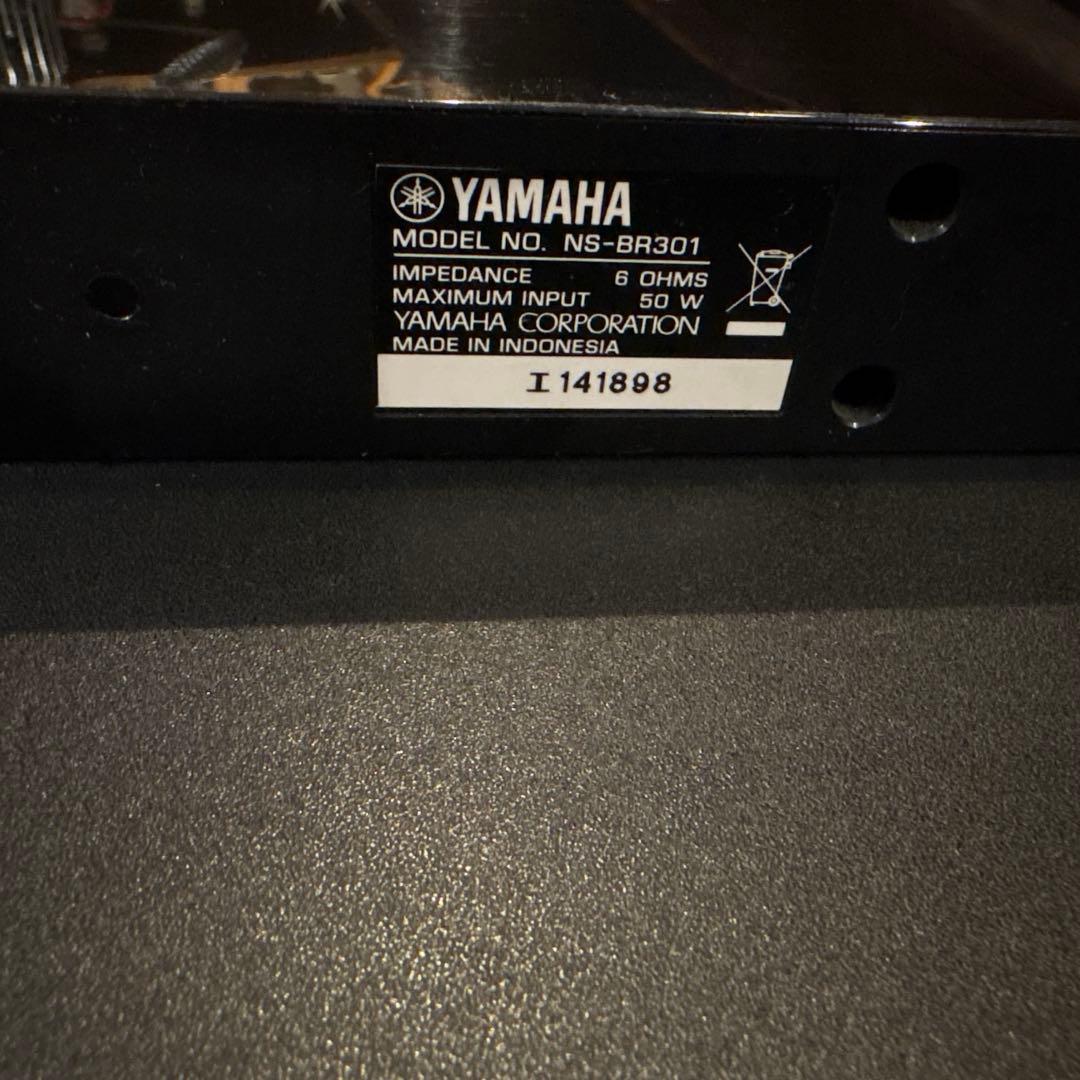 YAMAHA
MODEL NO. NS-BR301
IMPEDANCE 6 OHMS
MAXIMUM INPUT 50 W
YAMAHA CORPORATION
MADE IN INDONESIA
I 141898